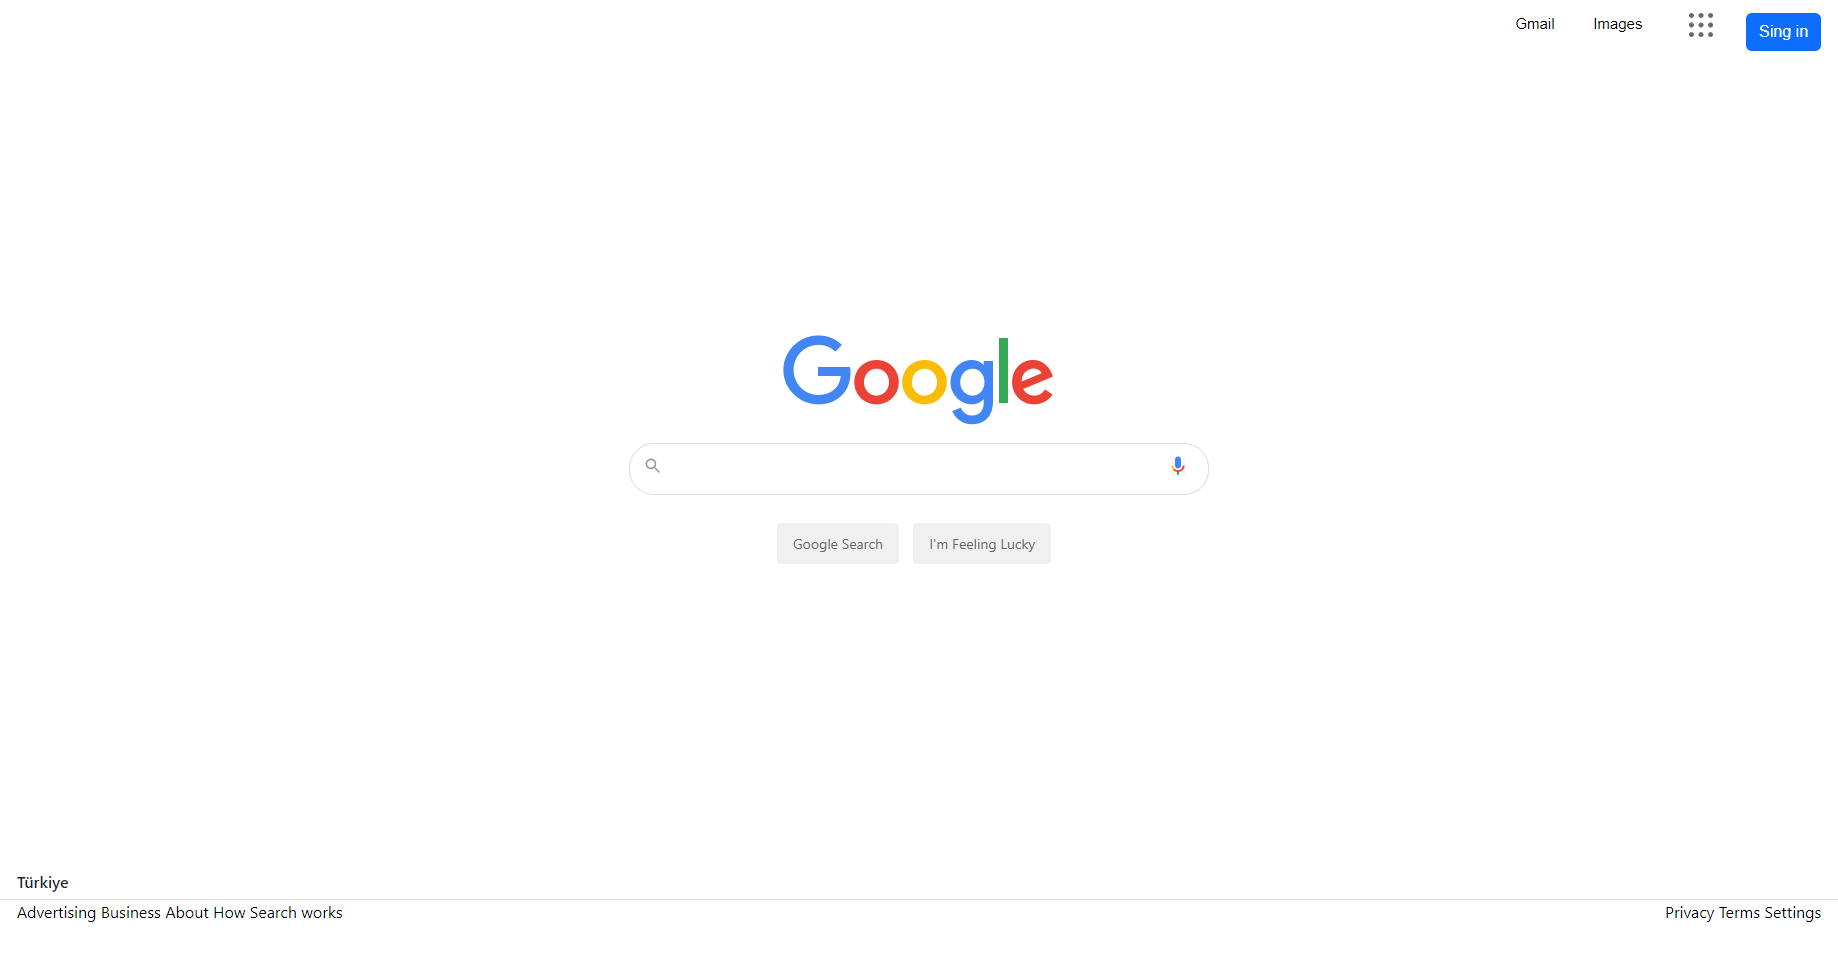 Gmail Images Sing in
Google
Google Search I'm Feeling Lucky
Türkiye
Advertising Business About How Search works Privacy Terms Settings